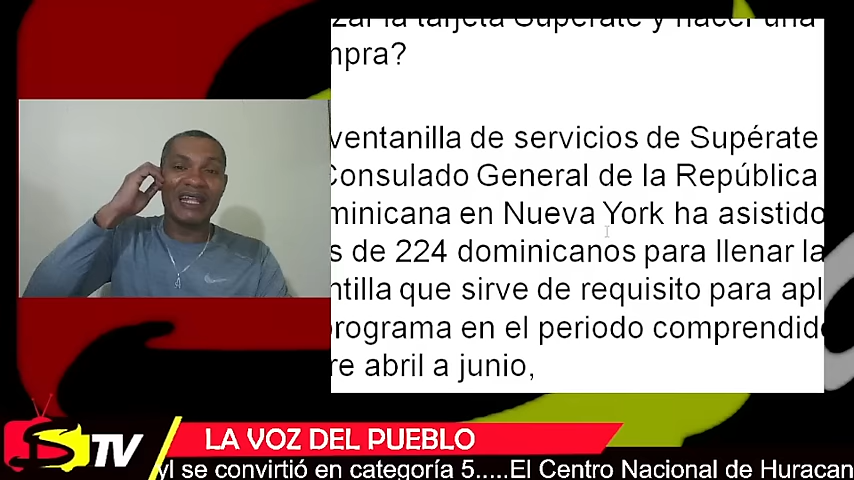 zar la tarjeta Supérate y hacer una
mpra?
ventanilla de servicios de Supérate
Consulado General de la República
minicana en Nueva York ha asistido
s de 224 dominicanos para llenar la
ntilla que sirve de requisito para apl
programa en el periodo comprendido
re abril a junio,
STV
LA VOZ DEL PUEBLO
yl se convirtió en categoría 5.....El Centro Nacional de Huracan